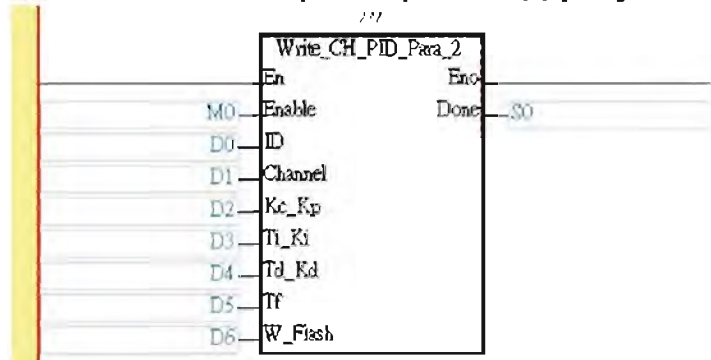 ???
Write_CH_PID_Para_2
En Eno
M0 Enable Done S0
D0 ID
D1 Channel
D2 Kc_Kp
D3 Ti_Ki
D4 Td_Kd
D5 Tf
D6 W_Flash